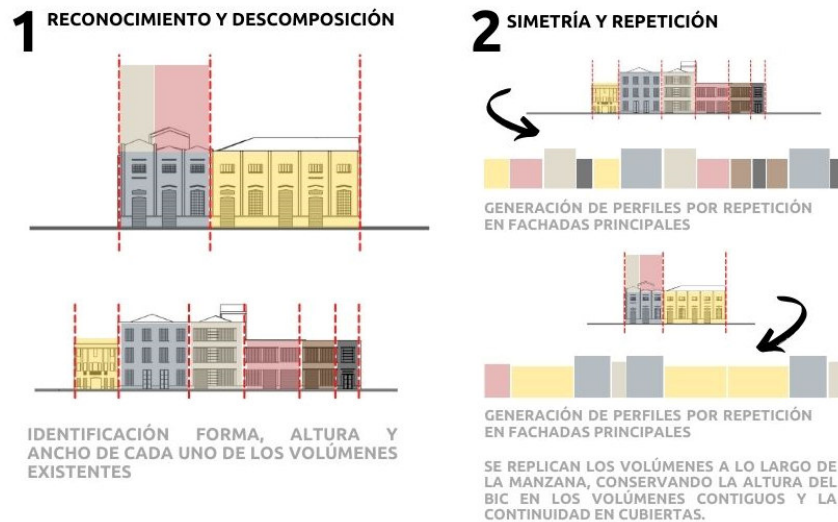 1 RECONOCIMIENTO Y DESCOMPOSICIÓN
IDENTIFICACIÓN FORMA, ALTURA Y
ANCHO DE CADA UNO DE LOS VOLÚMENES
EXISTENTES
2 SIMETRÍA Y REPETICIÓN
GENERACIÓN DE PERFILES POR REPETICIÓN
EN FACHADAS PRINCIPALES
GENERACIÓN DE PERFILES POR REPETICIÓN
EN FACHADAS PRINCIPALES
SE REPLICAN LOS VOLÚMENES A LO LARGO DE
LA MANZANA, CONSERVANDO LA ALTURA DEL
BIC EN LOS VOLÚMENES CONTIGUOS Y LA
CONTINUIDAD EN CUBIERTAS.